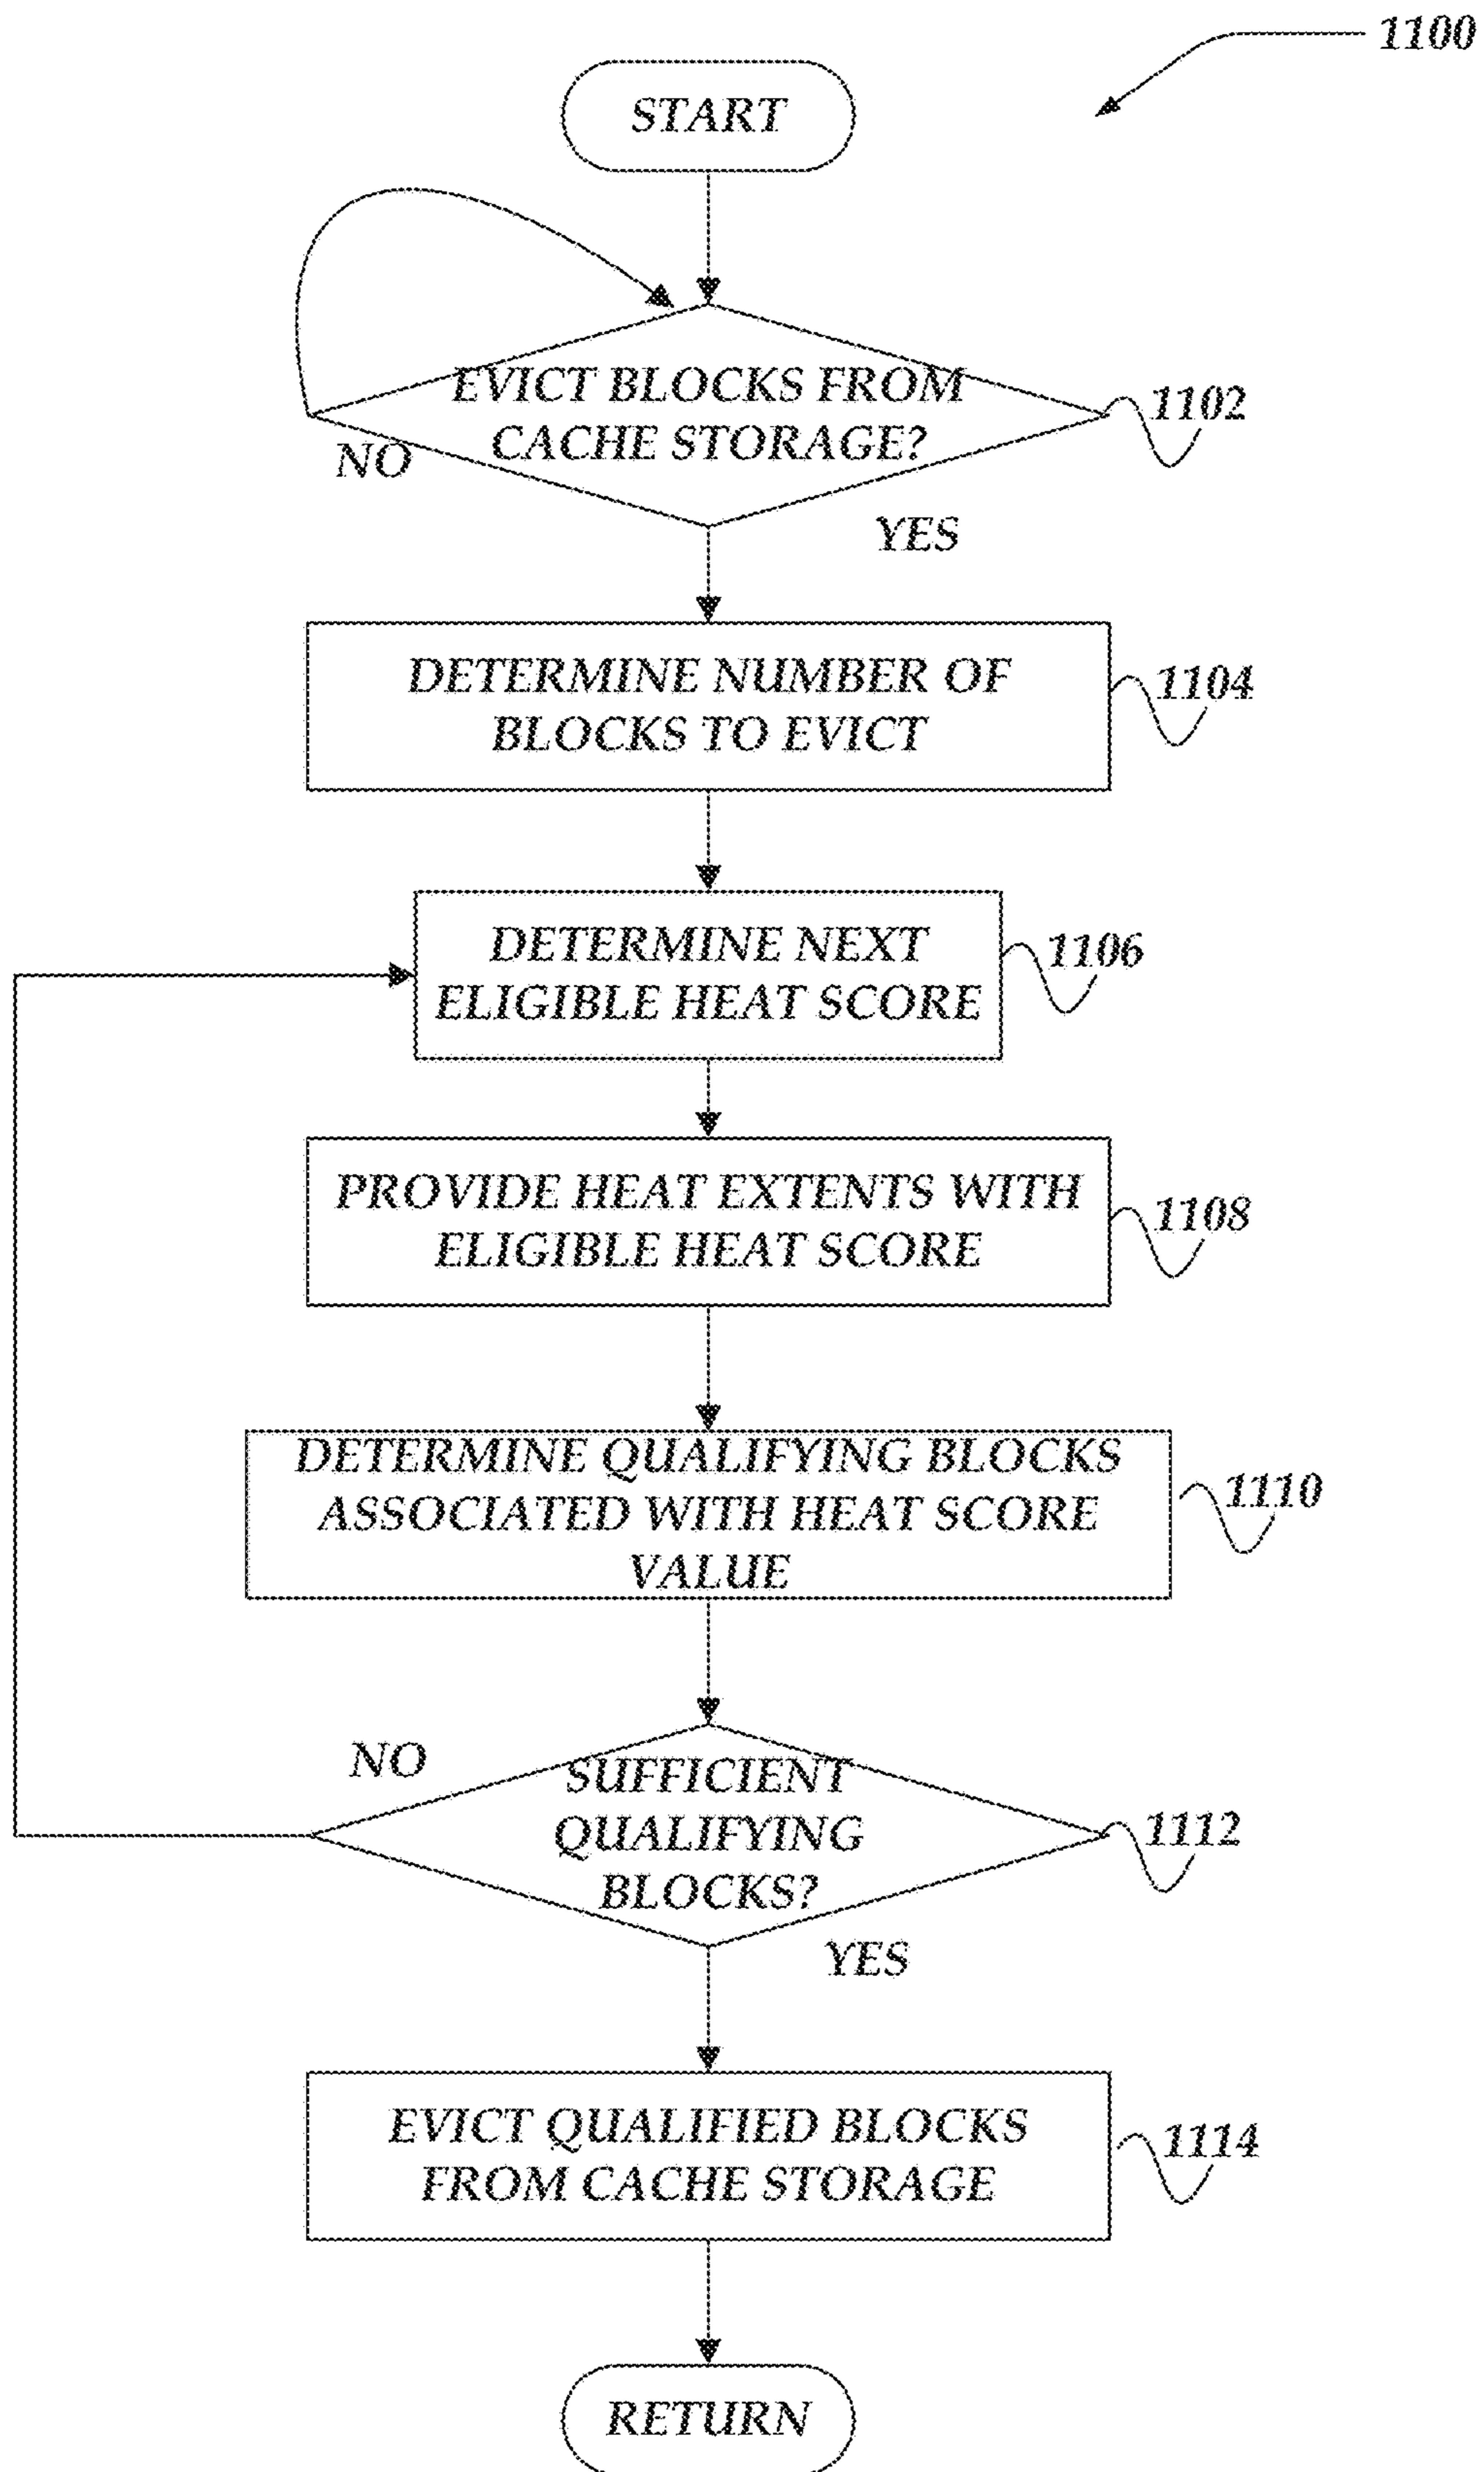 1100
START
EVICT BLOCKS FROM
CACHE STORAGE?
1102
NO
YES
DETERMINE NUMBER OF
BLOCKS TO EVICT
1104
DETERMINE NEXT
ELIGIBLE HEAT SCORE
1106
PROVIDE HEAT EXTENTS WITH
ELIGIBLE HEAT SCORE
1108
DETERMINE QUALIFYING BLOCKS
ASSOCIATED WITH HEAT SCORE
VALUE
1110
NO
SUFFICIENT
QUALIFYING
BLOCKS?
1112
YES
EVICT QUALIFIED BLOCKS
FROM CACHE STORAGE
1114
RETURN